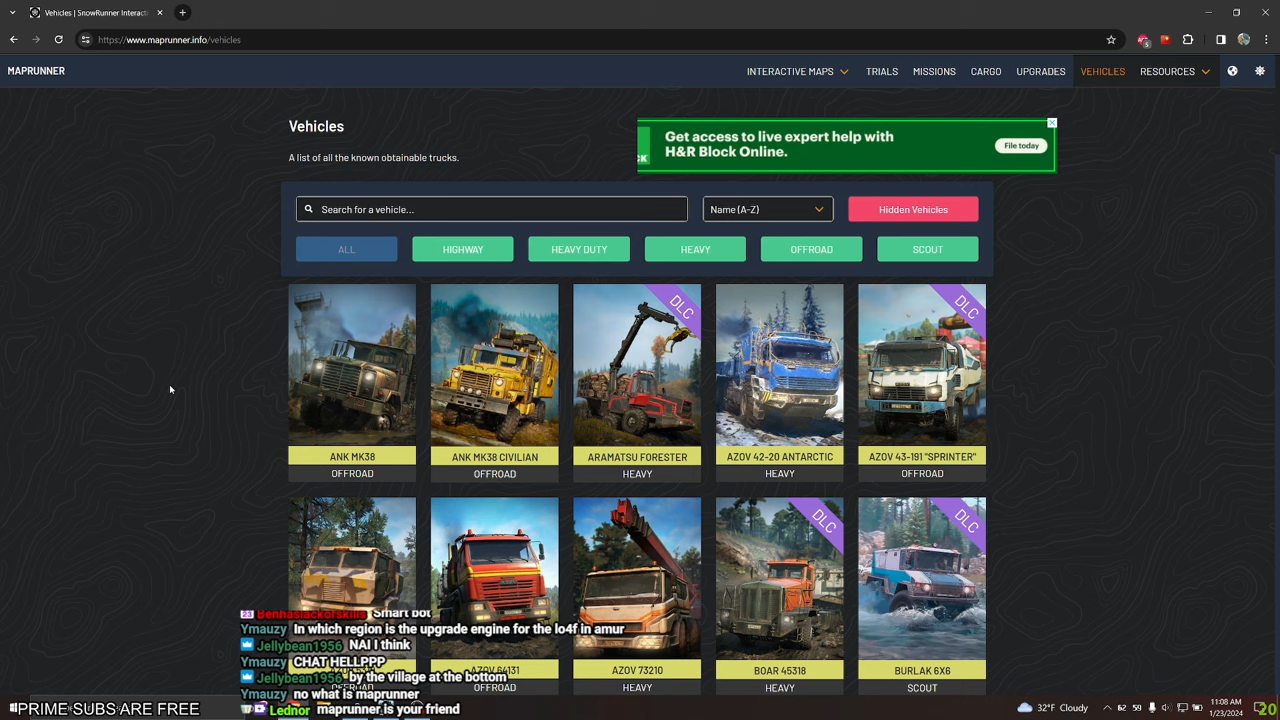 Vehicles | SnowRunner Interacti
https://www.maprunner.info/vehicles
MAPRUNNER
INTERACTIVE MAPS
TRIALS
MISSIONS
CARGO
UPGRADES
VEHICLES
RESOURCES
Vehicles
A list of all the known obtainable trucks.
CK
Get access to live expert help with
H&R Block Online.
File today
Search for a vehicle...
Name (A-Z)
Hidden Vehicles
ALL
HIGHWAY
HEAVY DUTY
HEAVY
OFFROAD
SCOUT
DLC
DLC
ANK MK38
ANK MK38 CIVILIAN
ARAMATSU FORESTER
AZOV 42-20 ANTARCTIC
AZOV 43-191 "SPRINTER"
OFFROAD
OFFROAD
HEAVY
HEAVY
OFFROAD
DLC
DLC
AZOV 64131
AZOV 73210
BOAR 45318
BURLAK 6X6
OFFROAD
HEAVY
HEAVY
SCOUT
Benhaslackofskills Smart bot
Ymauzy In which region is the upgrade engine for the lo4f in amur
Jellybean1956 NAI I think
Ymauzy CHAT HELLPPP
Jellybean1956 by the village at the bottom
Ymauzy no what is maprunner
Lednor maprunner is your friend
PRIME SUBS ARE FREE
32°F Cloudy
62
59
11:08 AM
1/23/2024
20